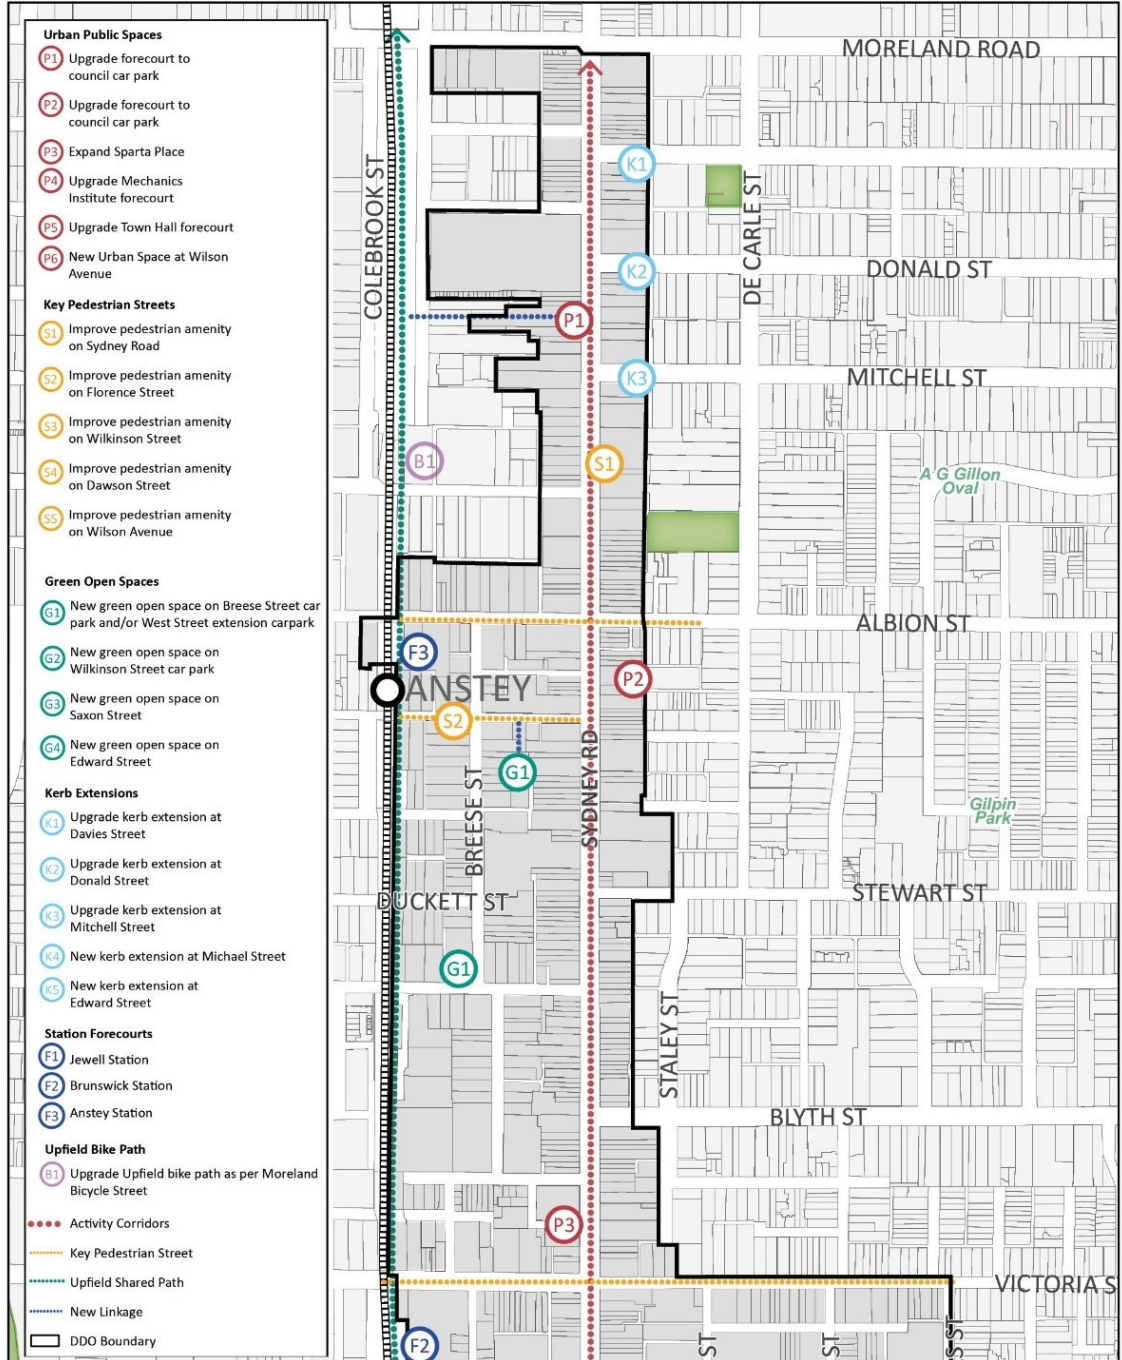 Urban Public Spaces
P1 Upgrade forecourt to
council car park
P2 Upgrade forecourt to
council car park
P3 Expand Sparta Place
P4 Upgrade Mechanics
Institute forecourt
P5 Upgrade Town Hall forecourt
P6 New Urban Space at Wilson
Avenue
Key Pedestrian Streets
S1 Improve pedestrian amenity
on Sydney Road
S2 Improve pedestrian amenity
on Florence Street
S3 Improve pedestrian amenity
on Wilkinson Street
S4 Improve pedestrian amenity
on Dawson Street
S5 Improve pedestrian amenity
on Wilson Avenue
Green Open Spaces
G1 New green open space on Breese Street car
park and/or West Street extension carpark
G2 New green open space on
Wilkinson Street car park
G3 New green open space on
Saxon Street
G4 New green open space on
Edward Street
Kerb Extensions
K1 Upgrade kerb extension at
Davies Street
K2 Upgrade kerb extension at
Donald Street
K3 Upgrade kerb extension at
Mitchell Street
K4 New kerb extension at Michael Street
K5 New kerb extension at
Edward Street
Station Forecourts
F1 Jewell Station
F2 Brunswick Station
F3 Anstey Station
Upfield Bike Path
B1 Upgrade Upfield bike path as per Moreland
Bicycle Street
Activity Corridors
Key Pedestrian Street
Upfield Shared Path
New Linkage
DDO Boundary
MORELAND ROAD
K1
COLEBROOK ST
DE CARLE ST
K2
DONALD ST
P1
K3
MITCHELL ST
B1
S1
A G Gillon
Oval
ALBION ST
F3
P2
ANSTEY
S2
SYDNEY RD
G1
BREESE ST
Gilpin
Park
DUCKETT ST
STEWART ST
G1
STALEY ST
BLYTH ST
P3
VICTORIA S
F2
ST
ST
ST